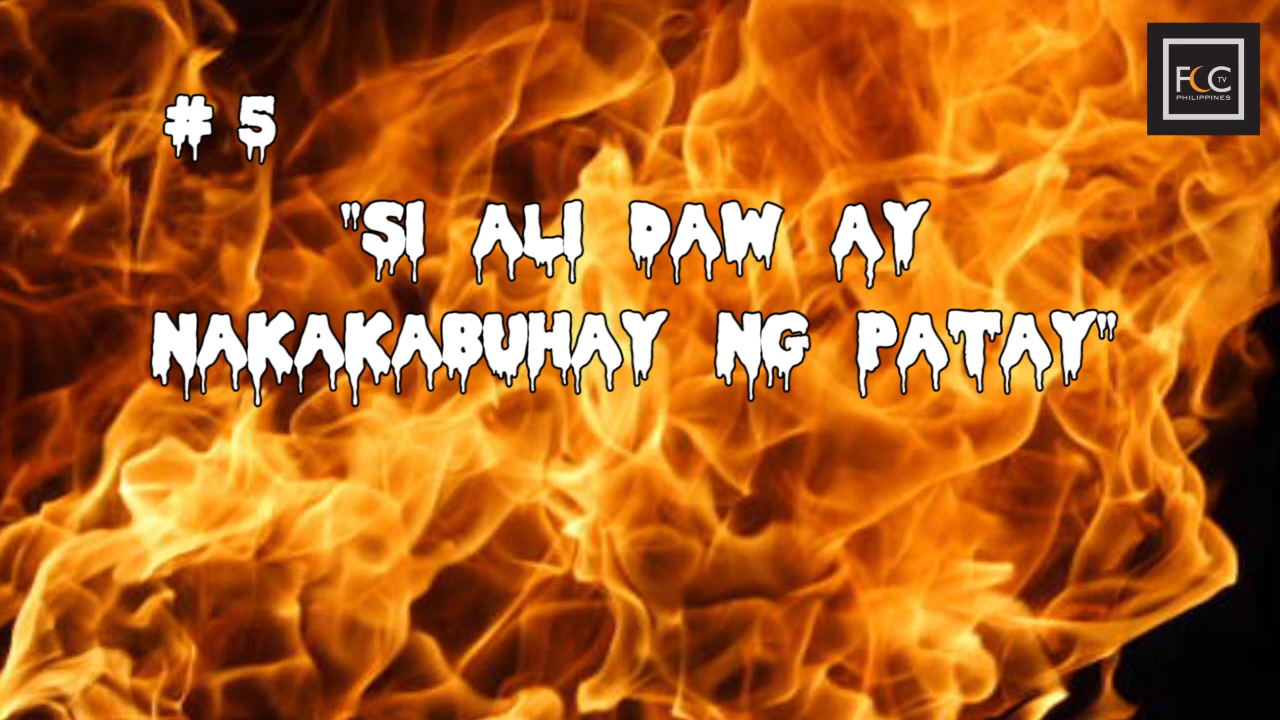 FCC TV
PHILIPPINES
# 5
"SI ALI DAW AY
NAKAKABUHAY NG PATAY"